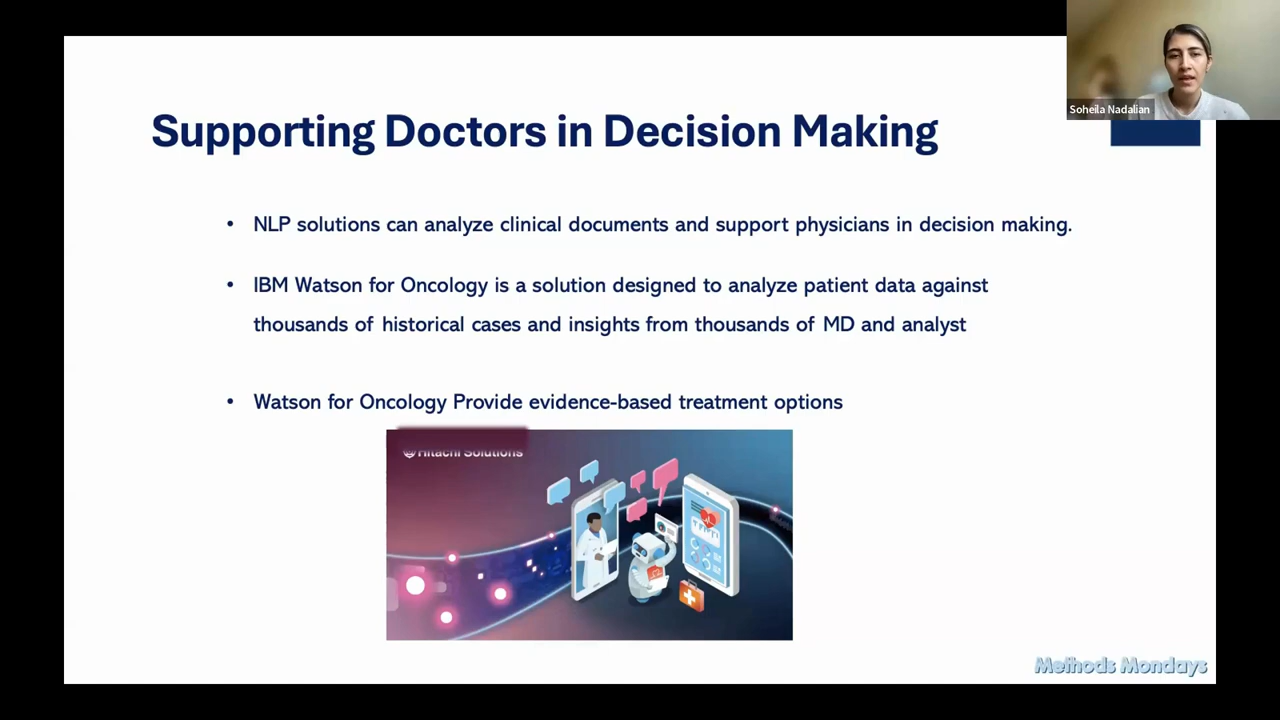 Soheila Nadalian
Supporting Doctors in Decision Making
• NLP solutions can analyze clinical documents and support physicians in decision making.
• IBM Watson for Oncology is a solution designed to analyze patient data against
thousands of historical cases and insights from thousands of MD and analyst
• Watson for Oncology Provide evidence-based treatment options
Hitachi Solutions
Methods Mondays